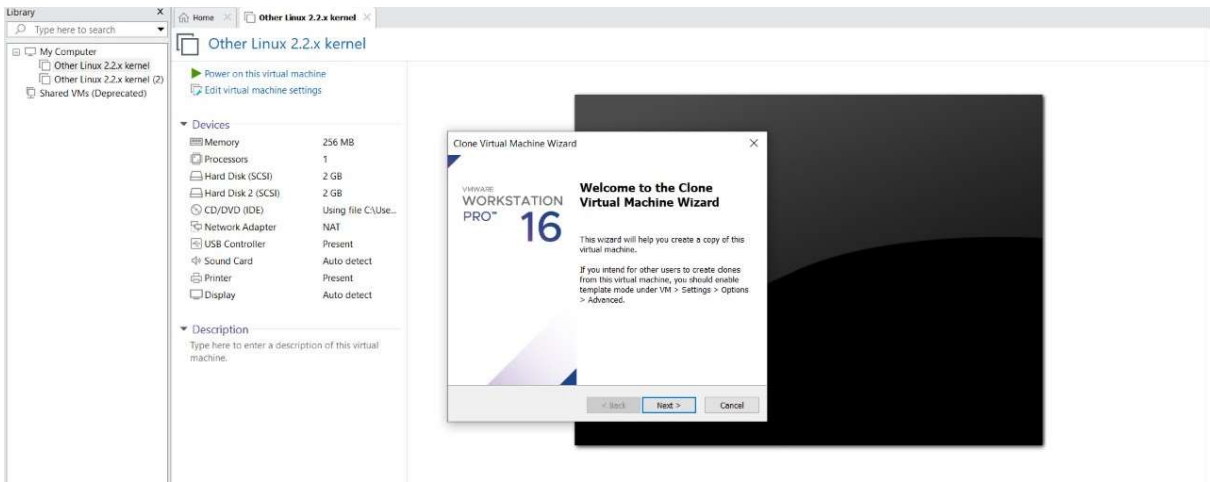 Library
Home
Other Linux 2.2.x kernel
Type here to search
Other Linux 2.2.x kernel
My Computer
Other Linux 2.2.x kernel
Other Linux 2.2.x kernel (2)
Shared VMs (Deprecated)
Power on this virtual machine
Edit virtual machine settings
Devices
Memory 256 MB
Processors 1
Hard Disk (SCSI) 2 GB
Hard Disk 2 (SCSI) 2 GB
CD/DVD (IDE) Using file C:\Use...
Network Adapter NAT
USB Controller Present
Sound Card Auto detect
Printer Present
Display Auto detect
Description
Type here to enter a description of this virtual
machine.
Clone Virtual Machine Wizard
VMWARE
WORKSTATION
PRO™ 16
Welcome to the Clone
Virtual Machine Wizard
This wizard will help you create a copy of this
virtual machine.
If you intend for other users to create clones
from this virtual machine, you should enable
template mode under VM > Settings > Options
> Advanced.
< Back Next > Cancel